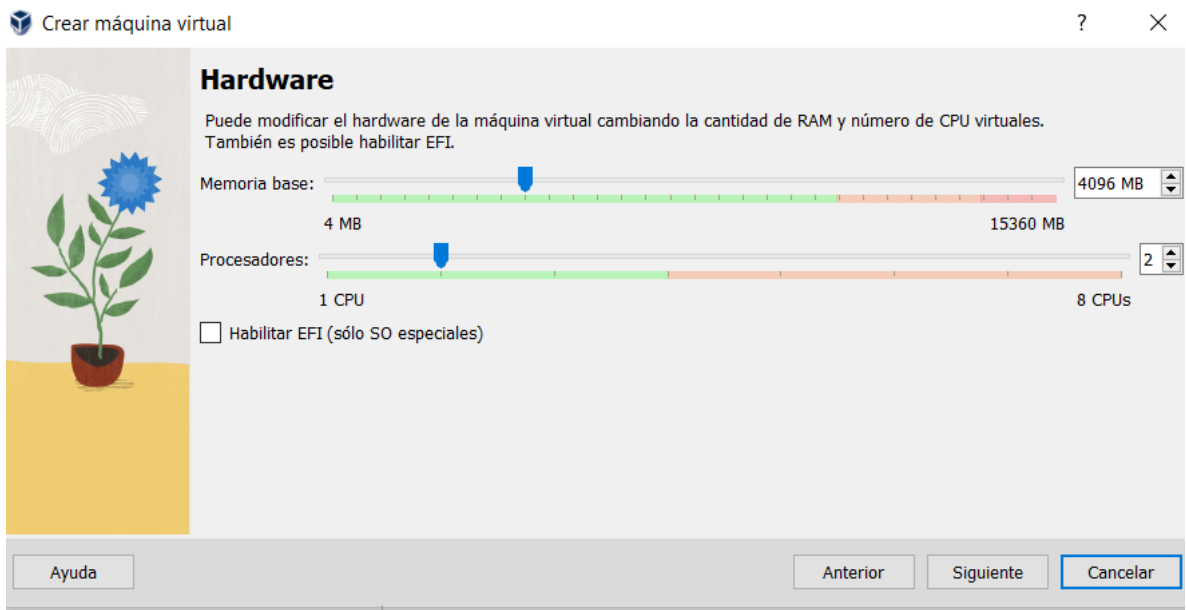 Crear máquina virtual
?
Hardware
Puede modificar el hardware de la máquina virtual cambiando la cantidad de RAM y número de CPU virtuales.
También es posible habilitar EFI.
Memoria base:
4096 MB
4 MB
15360 MB
Procesadores:
2
1 CPU
8 CPUs
Habilitar EFI (sólo SO especiales)
Ayuda
Anterior
Siguiente
Cancelar